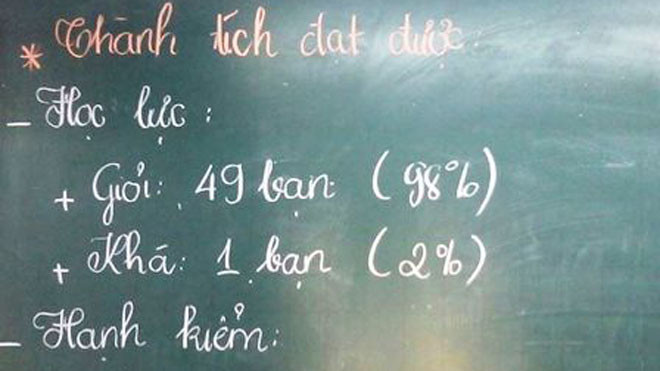 * Thành tích đạt được:
- Học lực:
+ Giỏi: 49 bạn (98%)
+ Khá: 1 bạn (2%)
- Hạnh kiểm: